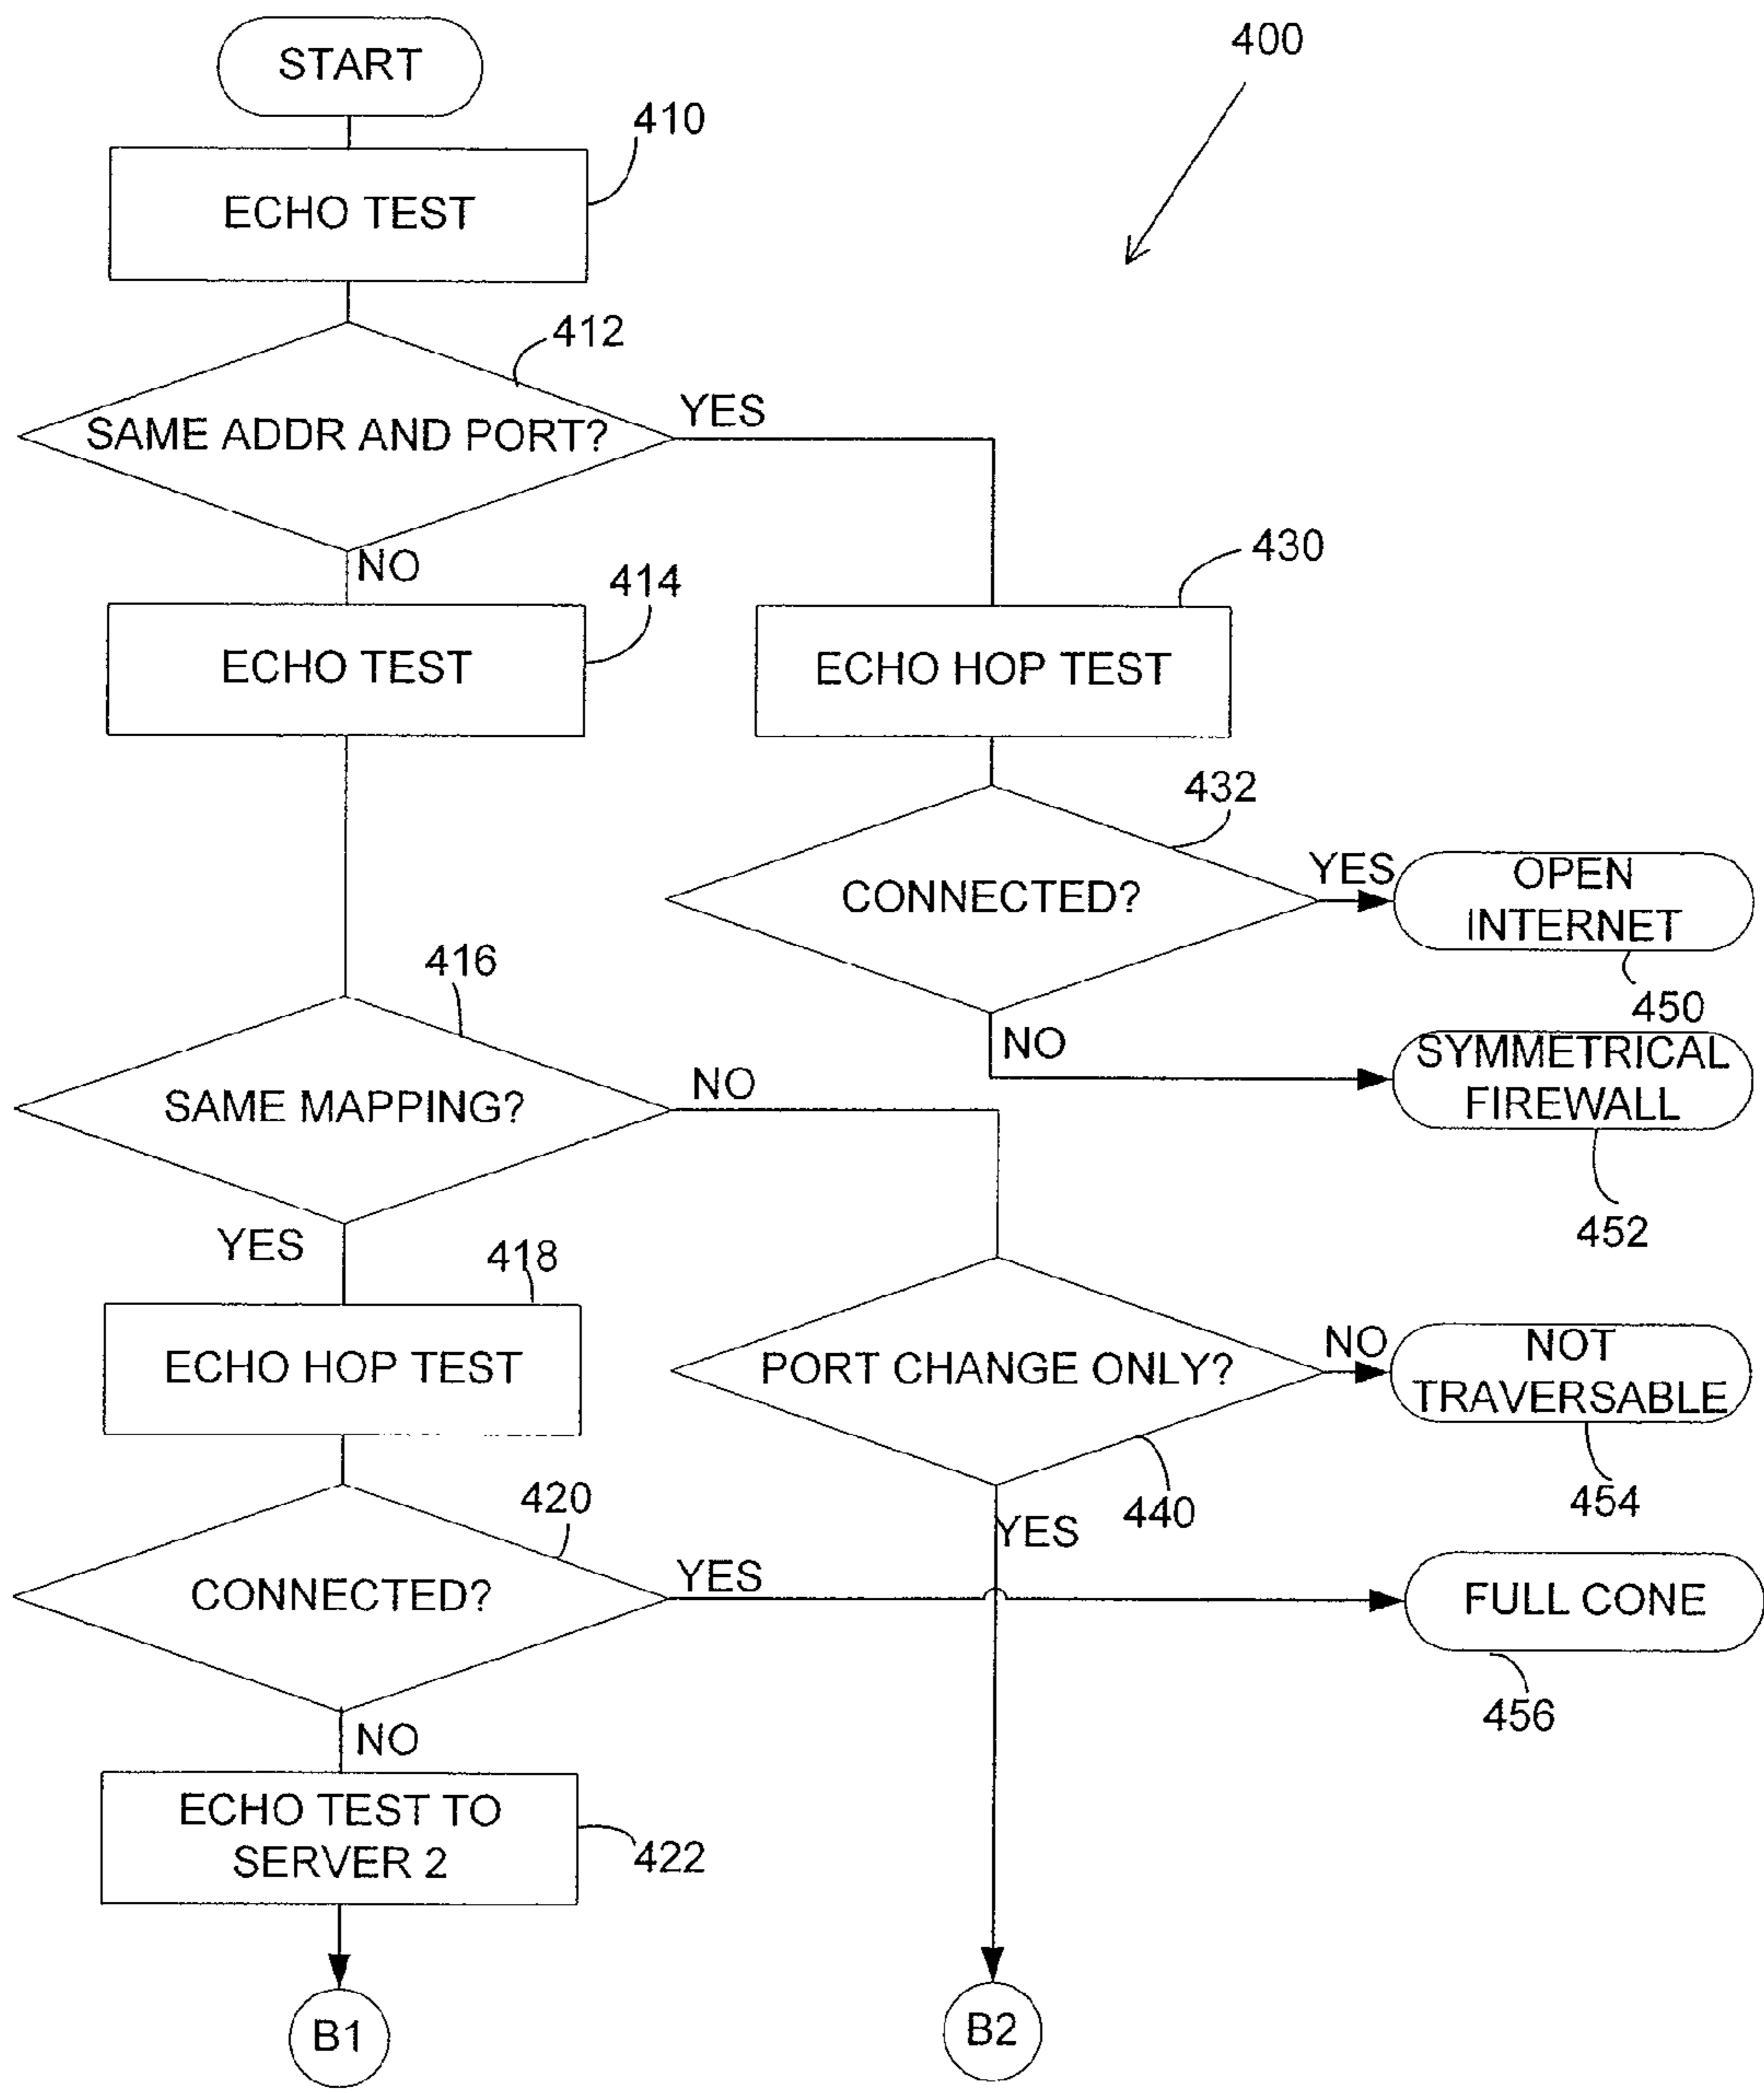 START
400
410
ECHO TEST
412
SAME ADDR AND PORT?
YES
NO
414
ECHO TEST
430
ECHO HOP TEST
432
CONNECTED?
YES
OPEN
INTERNET
450
NO
SYMMETRICAL
FIREWALL
452
416
SAME MAPPING?
NO
YES
418
ECHO HOP TEST
PORT CHANGE ONLY?
NO
NOT
TRAVERSABLE
454
440
YES
420
CONNECTED?
YES
FULL CONE
456
NO
ECHO TEST TO
SERVER 2
422
B1
B2